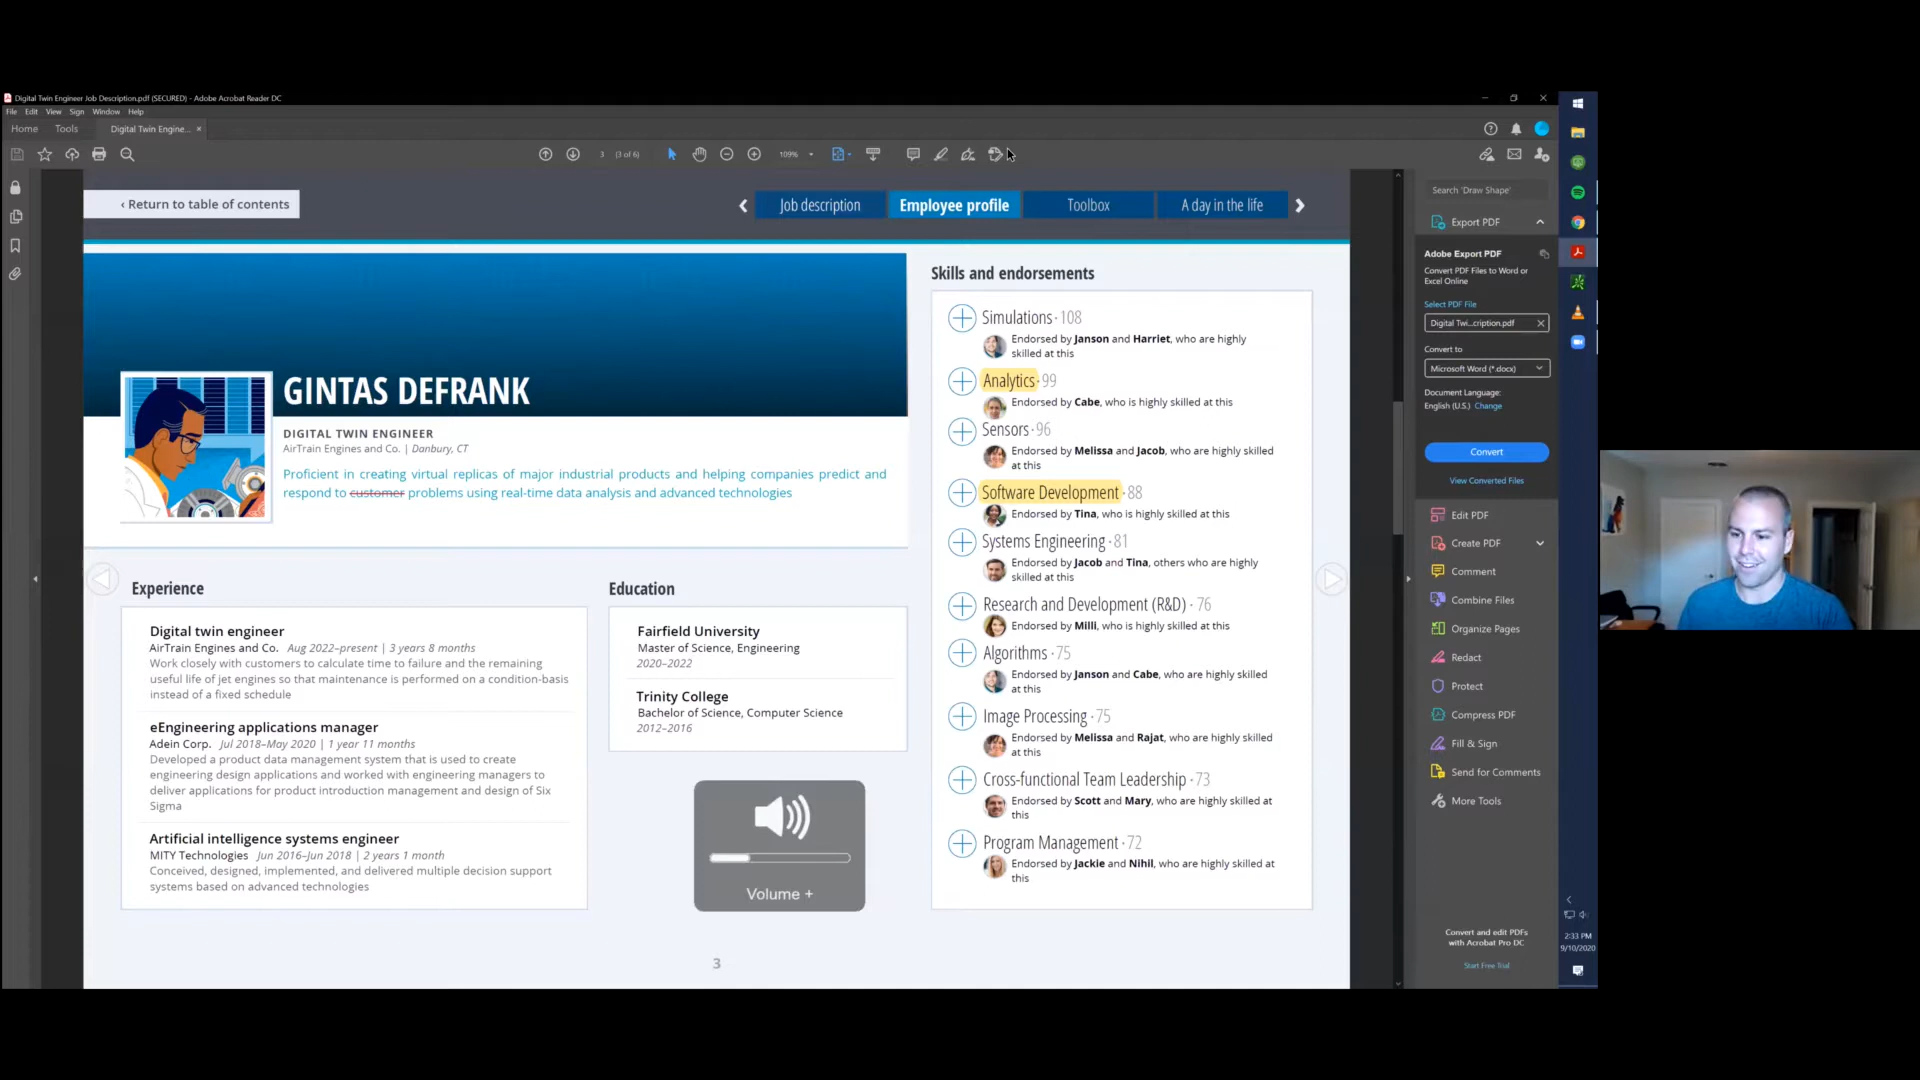 Digital Twin Engineer Job Description.pdf (SECURED) - Adobe Acrobat Reader DC
File Edit View Sign Window Help
Home Tools Digital Twin Engine... ×
3 (3 of 6) 109%
‹ Return to table of contents
Job description Employee profile Toolbox A day in the life
GINTAS DEFRANK
DIGITAL TWIN ENGINEER
AirTrain Engines and Co. | Danbury, CT
Proficient in creating virtual replicas of major industrial products and helping companies predict and
respond to customer problems using real-time data analysis and advanced technologies
Experience
Digital twin engineer
AirTrain Engines and Co. Aug 2022–present | 3 years 8 months
Work closely with customers to calculate time to failure and the remaining
useful life of jet engines so that maintenance is performed on a condition-basis
instead of a fixed schedule
eEngineering applications manager
Adein Corp. Jul 2018–May 2020 | 1 year 11 months
Developed a product data management system that is used to create
engineering design applications and worked with engineering managers to
deliver applications for product introduction management and design of Six
Sigma
Artificial intelligence systems engineer
MITY Technologies Jun 2016–Jun 2018 | 2 years 1 month
Conceived, designed, implemented, and delivered multiple decision support
systems based on advanced technologies
Education
Fairfield University
Master of Science, Engineering
2020–2022
Trinity College
Bachelor of Science, Computer Science
2012–2016
Volume +
Skills and endorsements
Simulations · 108
Endorsed by Janson and Harriet, who are highly
skilled at this
Analytics · 99
Endorsed by Cabe, who is highly skilled at this
Sensors · 96
Endorsed by Melissa and Jacob, who are highly skilled
at this
Software Development · 88
Endorsed by Tina, who is highly skilled at this
Systems Engineering · 81
Endorsed by Jacob and Tina, others who are highly
skilled at this
Research and Development (R&D) · 76
Endorsed by Milli, who is highly skilled at this
Algorithms · 75
Endorsed by Janson and Cabe, who are highly skilled
at this
Image Processing · 75
Endorsed by Melissa and Rajat, who are highly skilled
at this
Cross-functional Team Leadership · 73
Endorsed by Scott and Mary, who are highly skilled at
this
Program Management · 72
Endorsed by Jackie and Nihil, who are highly skilled at
this
3
Search 'Draw Shape'
Export PDF
Adobe Export PDF
Convert PDF Files to Word or
Excel Online
Select PDF File
Digital Twi...cription.pdf
Convert to
Microsoft Word (*.docx)
Document Language:
English (U.S.) Change
Convert
View Converted Files
Edit PDF
Create PDF
Comment
Combine Files
Organize Pages
Redact
Protect
Compress PDF
Fill & Sign
Send for Comments
More Tools
Convert and edit PDFs
with Acrobat Pro DC
Start Free Trial
2:33 PM
9/10/2020